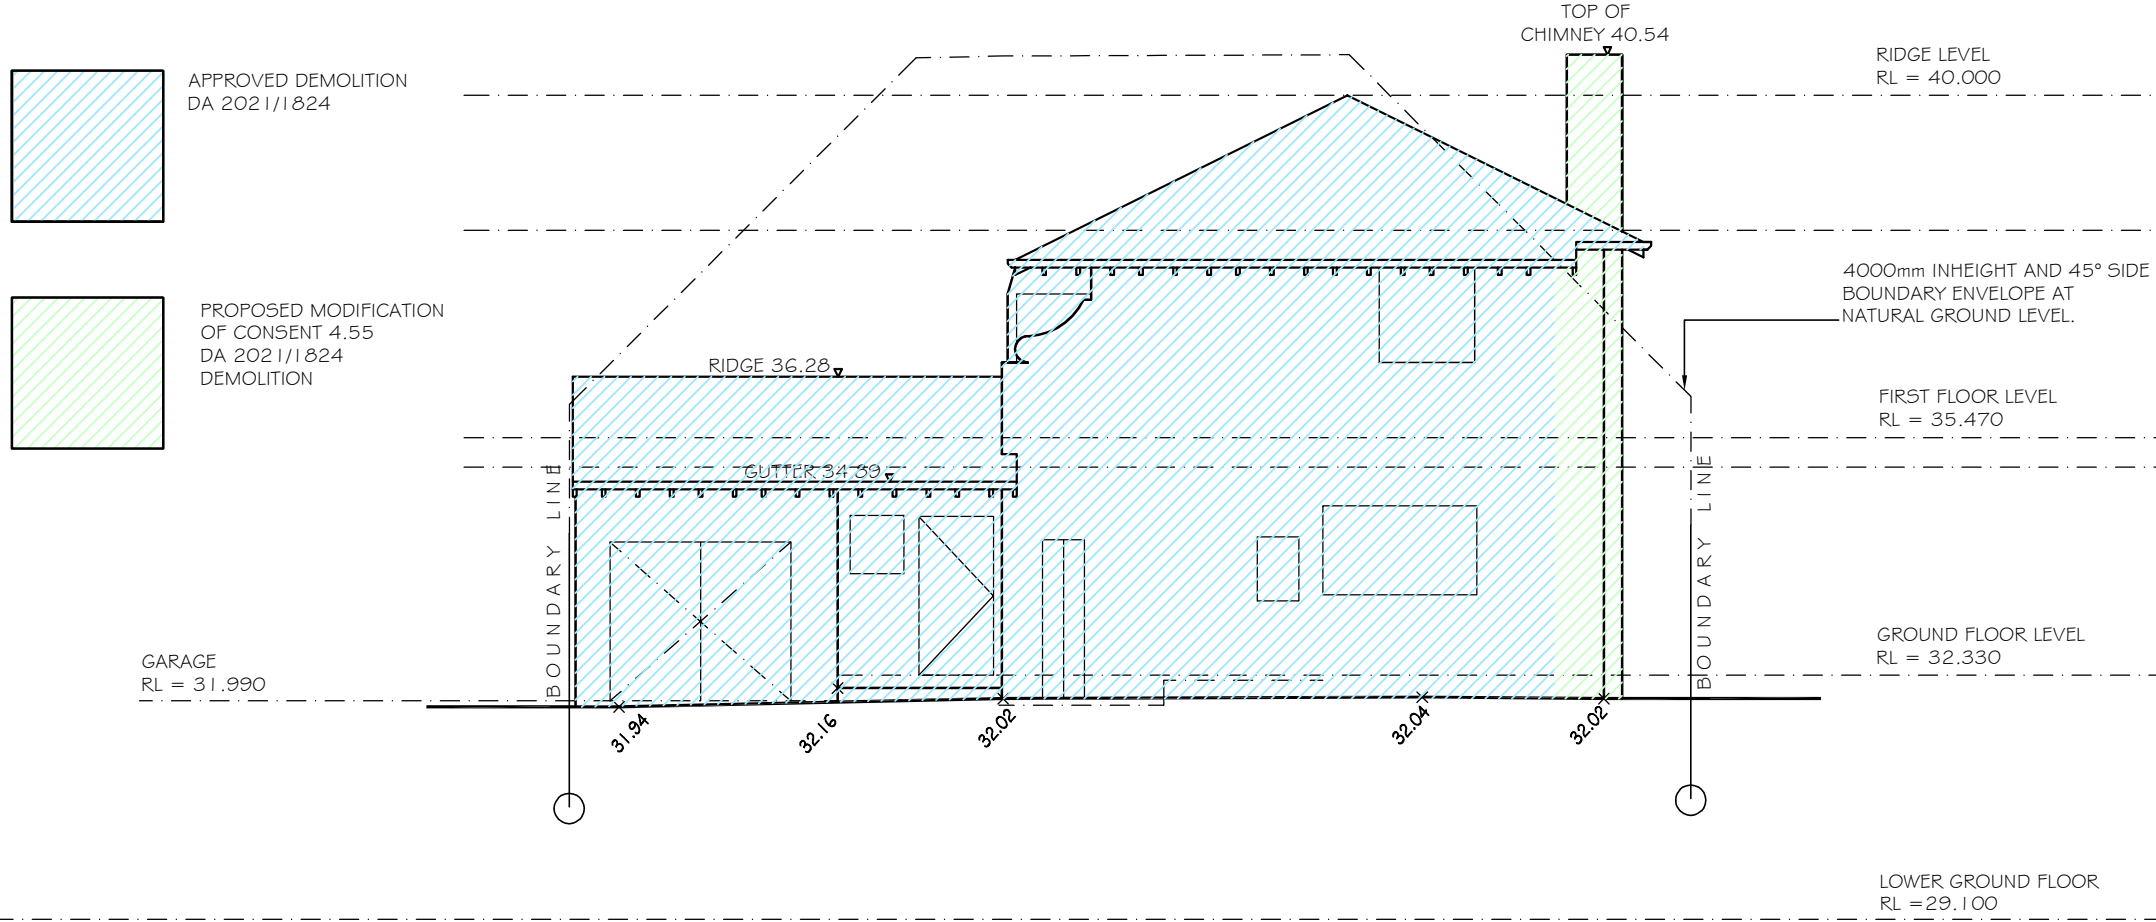 TOP OF
CHIMNEY 40.54
RIDGE LEVEL
RL = 40.000
APPROVED DEMOLITION
DA 2021/1824
4000mm INHEIGHT AND 45° SIDE
BOUNDARY ENVELOPE AT
NATURAL GROUND LEVEL.
PROPOSED MODIFICATION
OF CONSENT 4.55
DA 2021/1824
DEMOLITION
RIDGE 36.28
FIRST FLOOR LEVEL
RL = 35.470
GUTTER 34.89
BOUNDARY LINE
BOUNDARY LINE
GROUND FLOOR LEVEL
RL = 32.330
GARAGE
RL = 31.990
31.94
32.16
32.02
32.04
32.02
LOWER GROUND FLOOR
RL =29.100